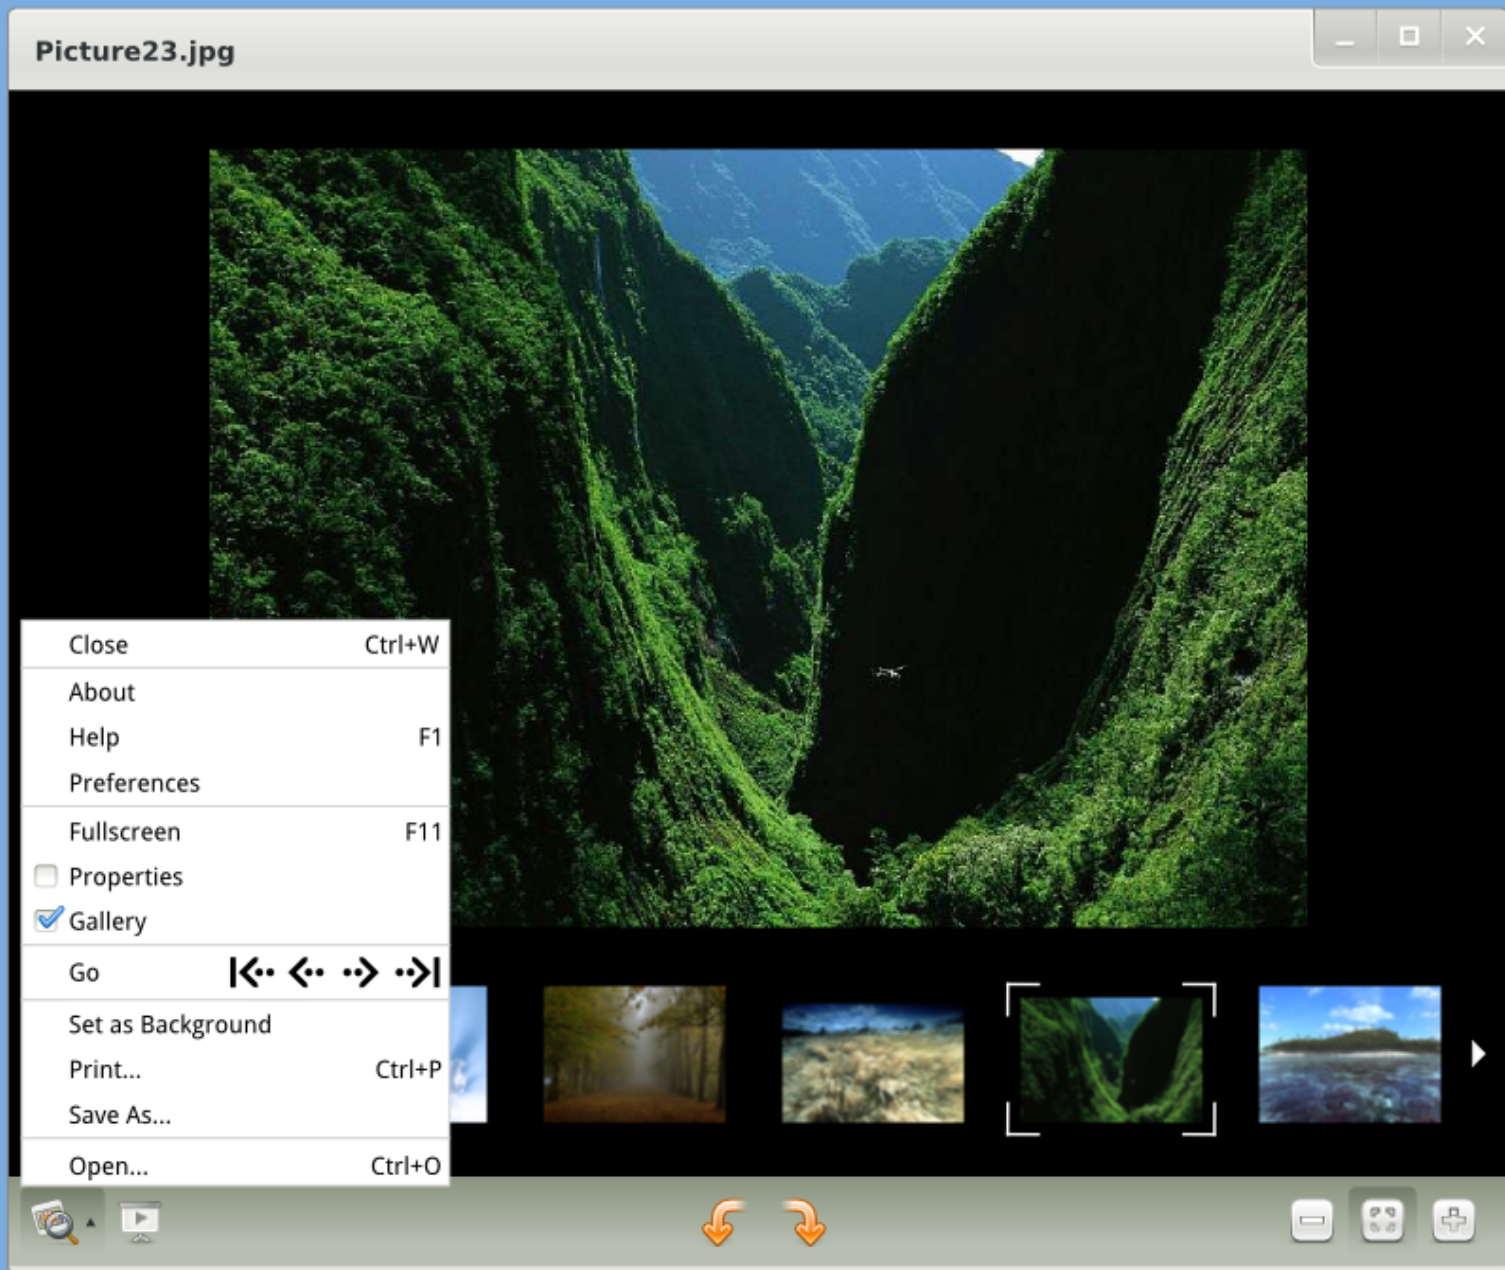 Picture23.jpg
Close Ctrl+W
About
Help F1
Preferences
Fullscreen F11
Properties
Gallery
Go
Set as Background
Print... Ctrl+P
Save As...
Open... Ctrl+O